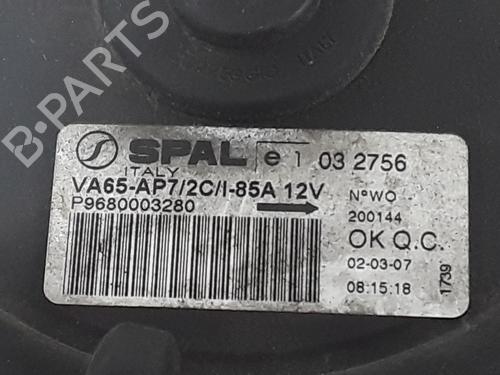 B-PARTS
SPAL e 1 03 2756
ITALY
VA65-AP7/2C/I-85A 12V
P9680003280
N°WO
200144
OK Q.C.
02-03-07
08:15:18
1739